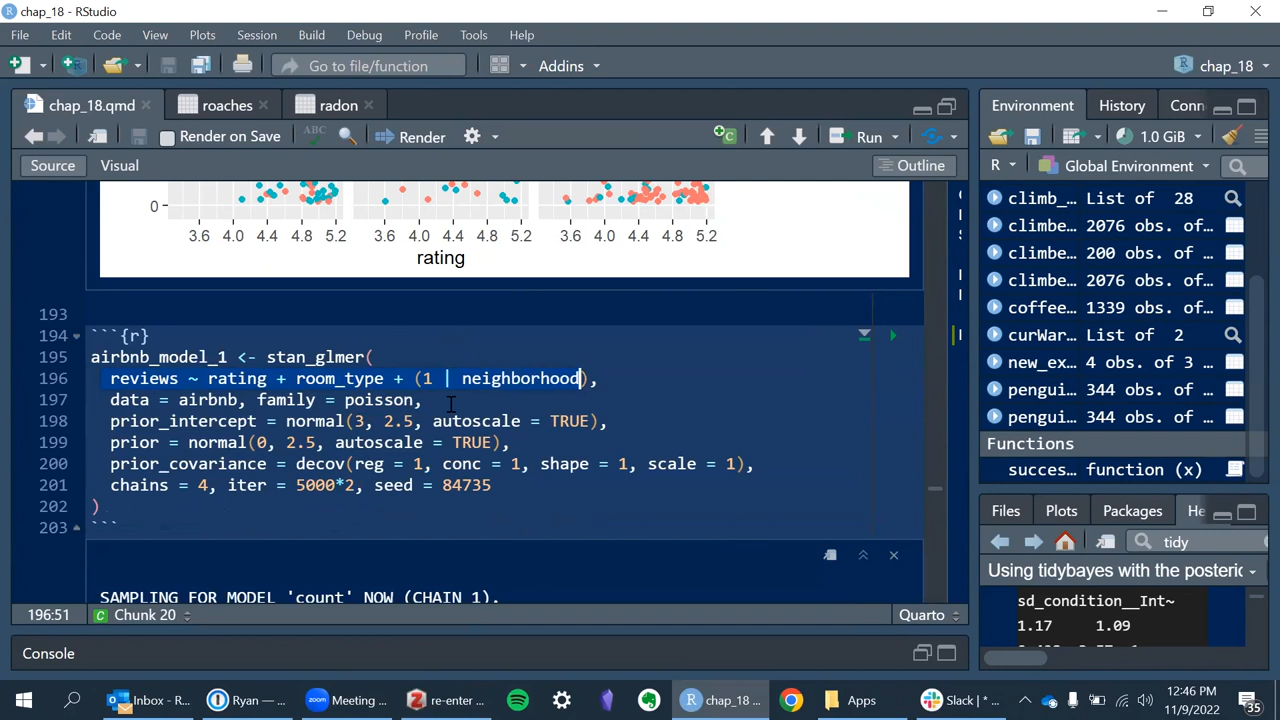 chap_18 - RStudio
File Edit Code View Plots Session Build Debug Profile Tools Help
Go to file/function Addins chap_18
chap_18.qmd roaches radon
Render on Save ABC Render Run
Source Visual Outline
0
3.6 4.0 4.4 4.8 5.2 3.6 4.0 4.4 4.8 5.2 3.6 4.0 4.4 4.8 5.2
rating
193
194 ```{r}
195 airbnb_model_1 <- stan_glmer(
196 reviews ~ rating + room_type + (1 | neighborhood),
197 data = airbnb, family = poisson,
198 prior_intercept = normal(3, 2.5, autoscale = TRUE),
199 prior = normal(0, 2.5, autoscale = TRUE),
200 prior_covariance = decov(reg = 1, conc = 1, shape = 1, scale = 1),
201 chains = 4, iter = 5000*2, seed = 84735
202 )
203 ```
SAMPLING FOR MODEL 'count' NOW (CHAIN 1).
196:51 Chunk 20 Quarto
Console
Environment History Conn
1.0 GiB
R Global Environment
climb_… List of 28
climbe… 2076 obs. of…
climbe… 200 obs. of …
climbe… 2076 obs. of…
coffee… 1339 obs. of…
curWar… List of 2
new_ex… 4 obs. of 3 …
pengui… 344 obs. of …
pengui… 344 obs. of …
Functions
succes… function (x)
Files Plots Packages He
tidy
Using tidybayes with the posteric
sd_condition__Int~
1.17 1.09
Inbox - R... Ryan —... Meeting ... re-enter ... chap_18 ... Apps Slack | *...
12:46 PM
11/9/2022
35